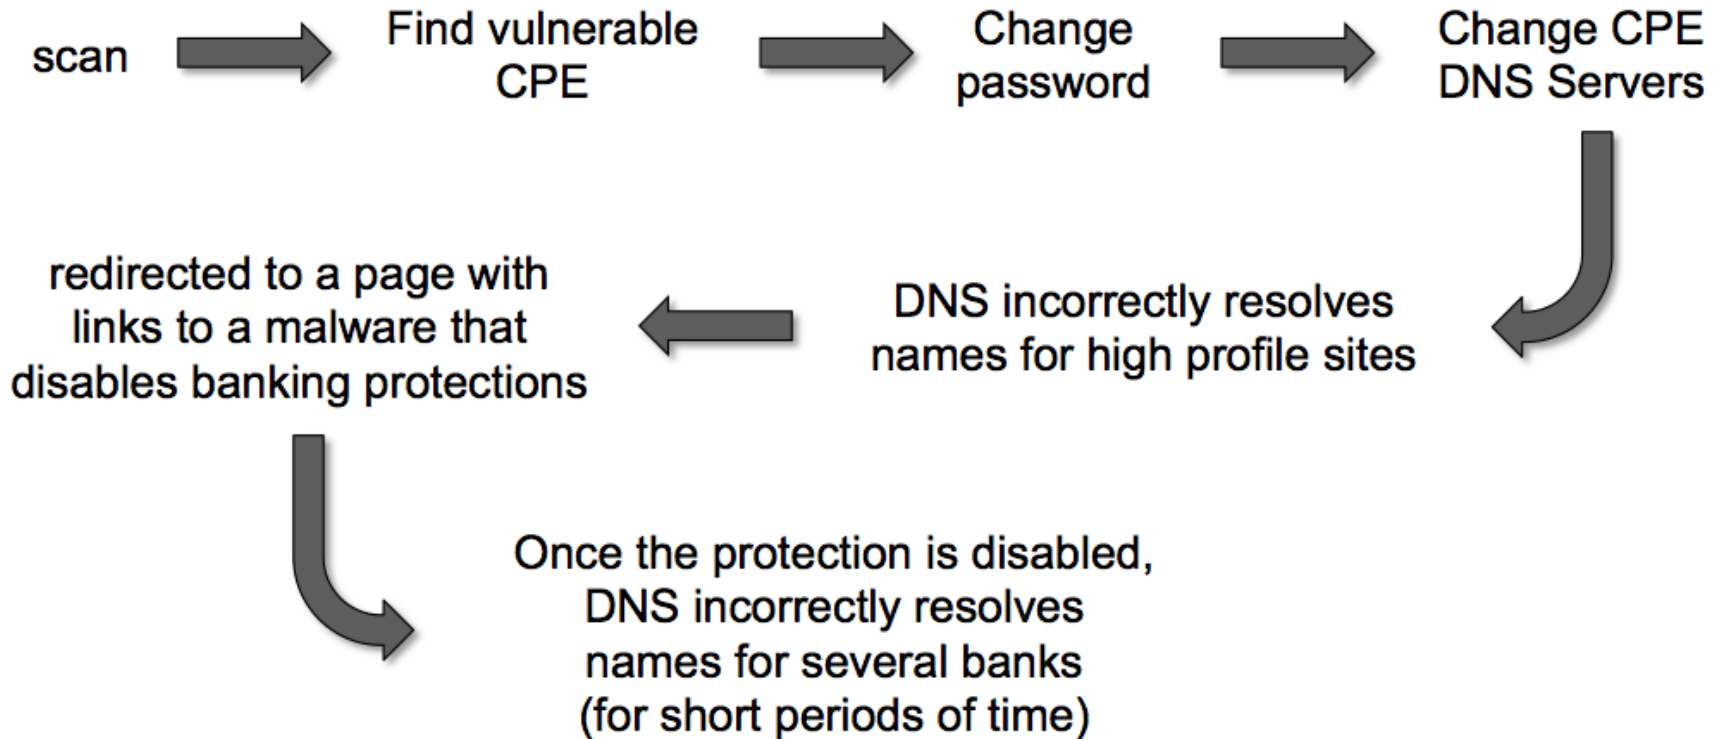 scan
Find vulnerable
CPE
Change
password
Change CPE
DNS Servers
DNS incorrectly resolves
names for high profile sites
redirected to a page with
links to a malware that
disables banking protections
Once the protection is disabled,
DNS incorrectly resolves
names for several banks
(for short periods of time)